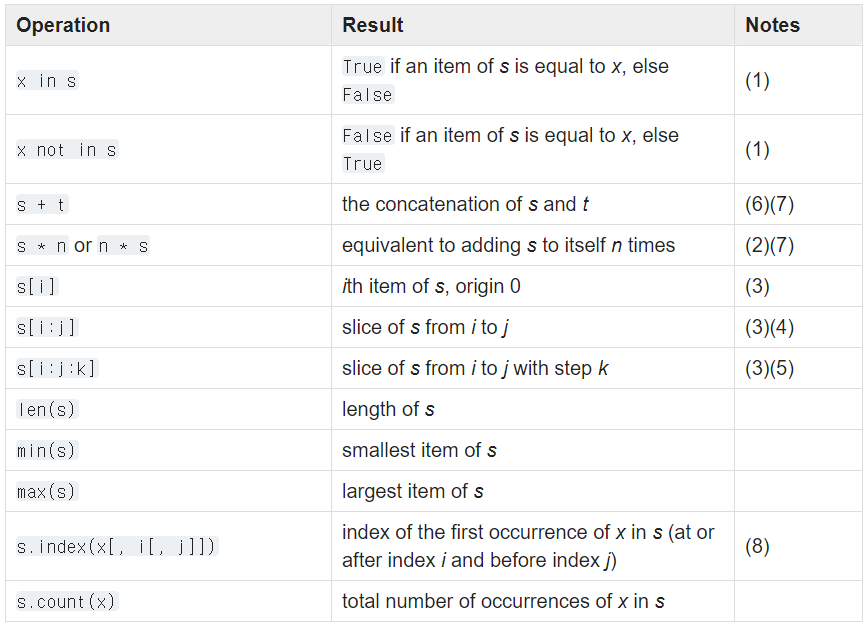 Operation Result Notes
x in s True if an item of s is equal to x, else (1)
False
x not in s False if an item of s is equal to x, else (1)
True
s + t the concatenation of s and t (6)(7)
s * n or n * s equivalent to adding s to itself n times (2)(7)
s[i] ith item of s, origin 0 (3)
s[i:j] slice of s from i to j (3)(4)
s[i:j:k] slice of s from i to j with step k (3)(5)
len(s) length of s
min(s) smallest item of s
max(s) largest item of s
s.index(x[, i[, j]]) index of the first occurrence of x in s (at or (8)
after index i and before index j)
s.count(x) total number of occurrences of x in s